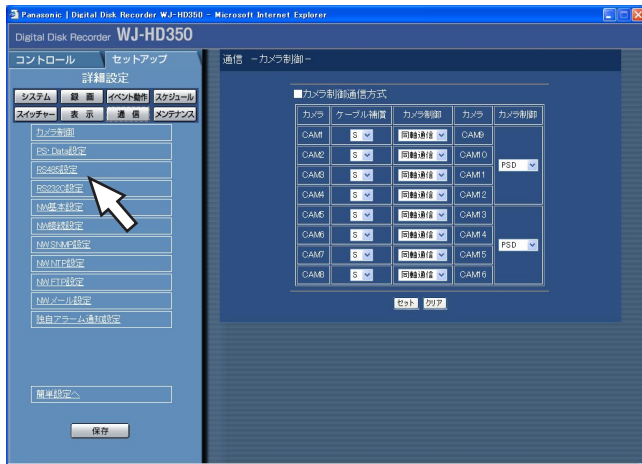 Panasonic | Digital Disk Recorder WJ-HD350 - Microsoft Internet Explorer
Digital Disk Recorder WJ-HD350
コントロール セットアップ
詳細設定
システム 録 画 イベント動作 スケジュール
スイッチャー 表 示 通 信 メンテナンス
カメラ制御
PS・Data設定
RS485設定
RS232C設定
NW基本設定
NW接続設定
NW SNMP設定
NW NTP設定
NW FTP設定
NWメール設定
独自アラーム通知設定
簡単設定へ
保存
通信 －カメラ制御－
■カメラ制御通信方式
カメラ ケーブル補償 カメラ制御 カメラ カメラ制御
CAM1 S 同軸通信 CAM9 PSD
CAM2 S 同軸通信 CAM10
CAM3 S 同軸通信 CAM11
CAM4 S 同軸通信 CAM12
CAM5 S 同軸通信 CAM13 PSD
CAM6 S 同軸通信 CAM14
CAM7 S 同軸通信 CAM15
CAM8 S 同軸通信 CAM16
セット クリア